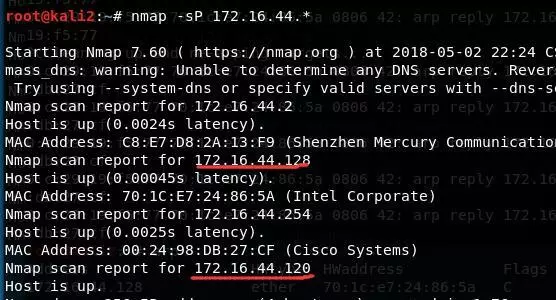 root@kali2:~# nmap -sP 172.16.44.*
Starting Nmap 7.60 ( https://nmap.org ) at 2018-05-02 22:24 CS
mass_dns: warning: Unable to determine any DNS servers. Rever
Try using --system-dns or specify valid servers with --dns-s
Nmap scan report for 172.16.44.2
Host is up (0.0024s latency).
MAC Address: C8:E7:D8:2A:13:F9 (Shenzhen Mercury Communication
Nmap scan report for 172.16.44.128
Host is up (0.00045s latency).
MAC Address: 70:1C:E7:24:86:5A (Intel Corporate)
Nmap scan report for 172.16.44.254
Host is up (0.0025s latency).
MAC Address: 00:24:98:DB:27:CF (Cisco Systems)
Nmap scan report for 172.16.44.120
Host is up.